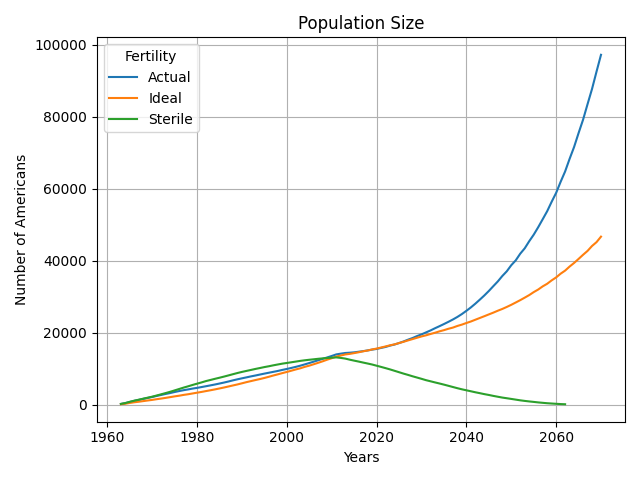 Population Size
Fertility
Actual
Ideal
Sterile
Number of Americans
100000
80000
60000
40000
20000
0
1960
1980
2000
2020
2040
2060
Years